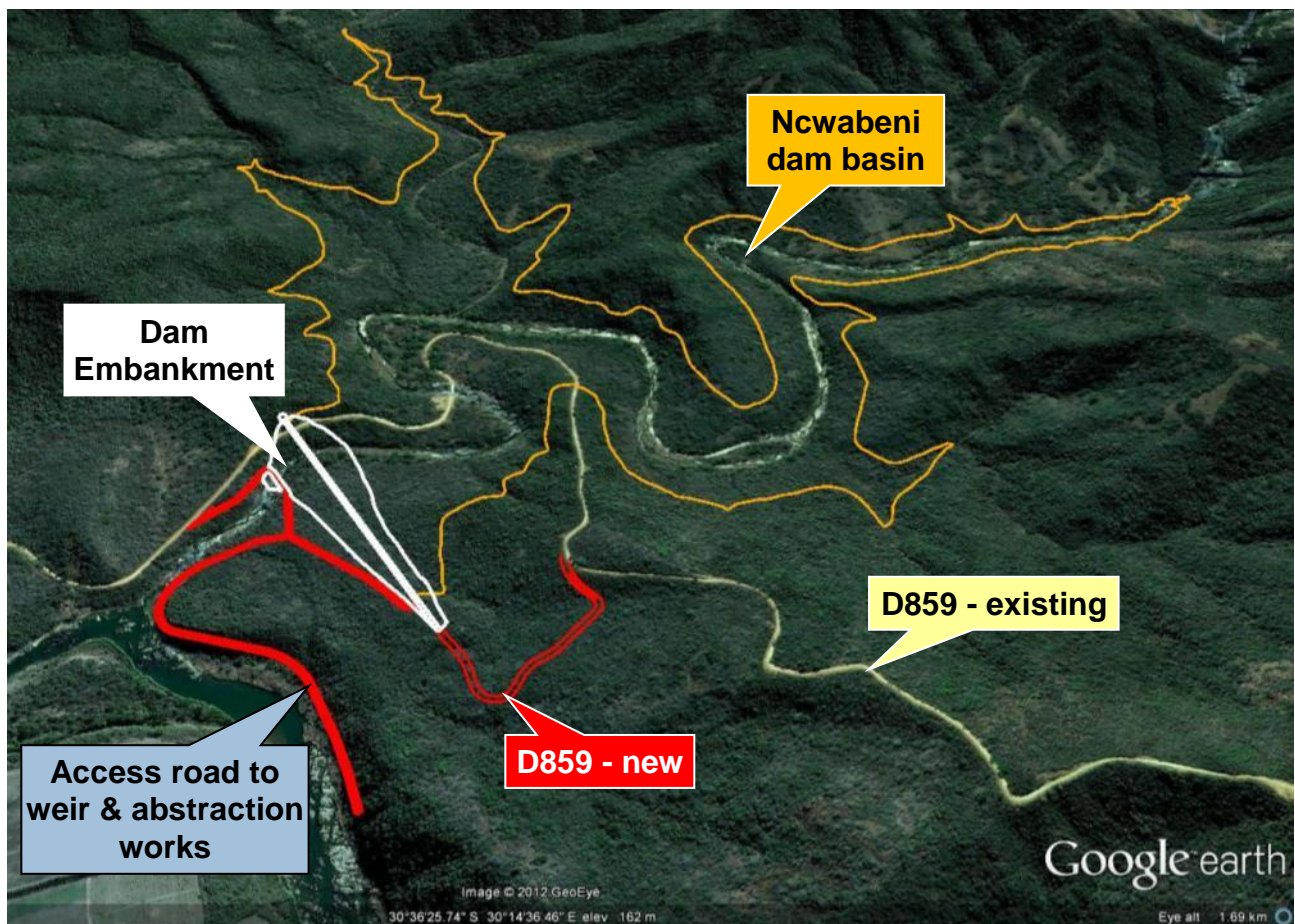 Ncwabeni
dam basin
Dam
Embankment
D859 - existing
D859 - new
Access road to
weir & abstraction
works
Google earth
Image © 2012 GeoEye
30°36'25.74" S 30°14'36.46" E elev 162 m
Eye alt 1.69 km